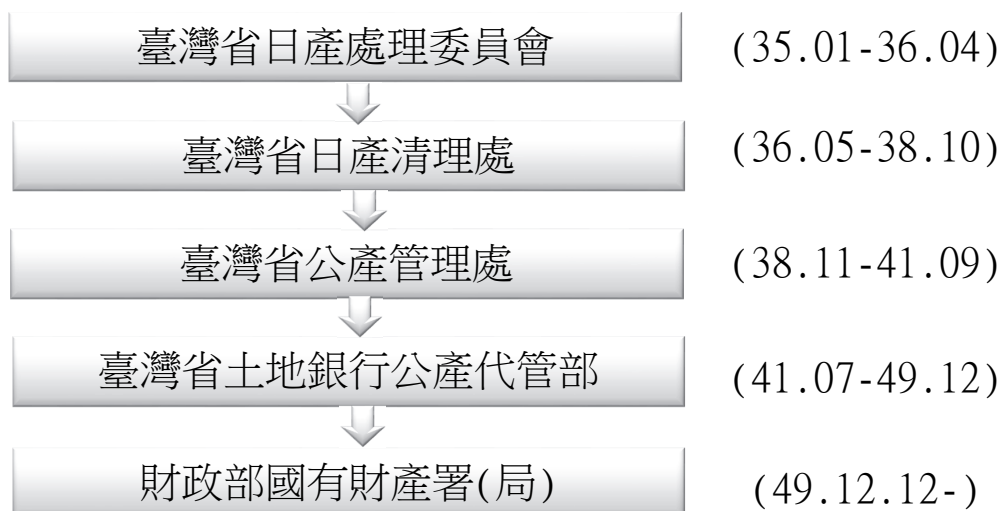 臺灣省日產處理委員會 (35.01-36.04)
臺灣省日產清理處 (36.05-38.10)
臺灣省公產管理處 (38.11-41.09)
臺灣省土地銀行公產代管部 (41.07-49.12)
財政部國有財產署(局) (49.12.12-)